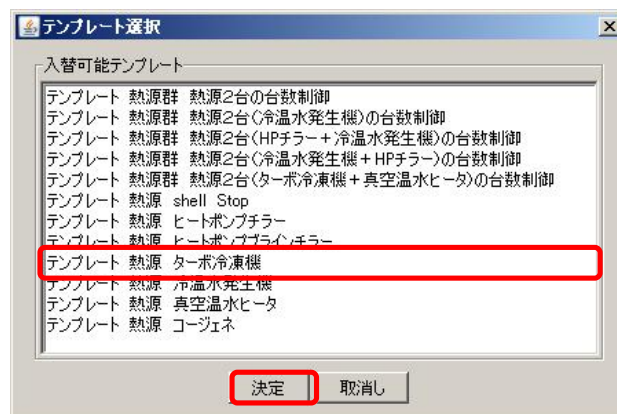 テンプレート選択
入替可能テンプレート
テンプレート 熱源群 熱源2台の台数制御
テンプレート 熱源群 熱源2台(冷温水発生機)の台数制御
テンプレート 熱源群 熱源2台(HPチラー+冷温水発生機)の台数制御
テンプレート 熱源群 熱源2台(冷温水発生機+HPチラー)の台数制御
テンプレート 熱源群 熱源2台(ターボ冷凍機+真空温水ヒータ)の台数制御
テンプレート 熱源 shell Stop
テンプレート 熱源 ヒートポンプチラー
テンプレート 熱源 ヒートポンプブラインチラー
テンプレート 熱源 ターボ冷凍機
テンプレート 熱源 冷温水発生機
テンプレート 熱源 真空温水ヒータ
テンプレート 熱源 コージェネ
決定 取消し